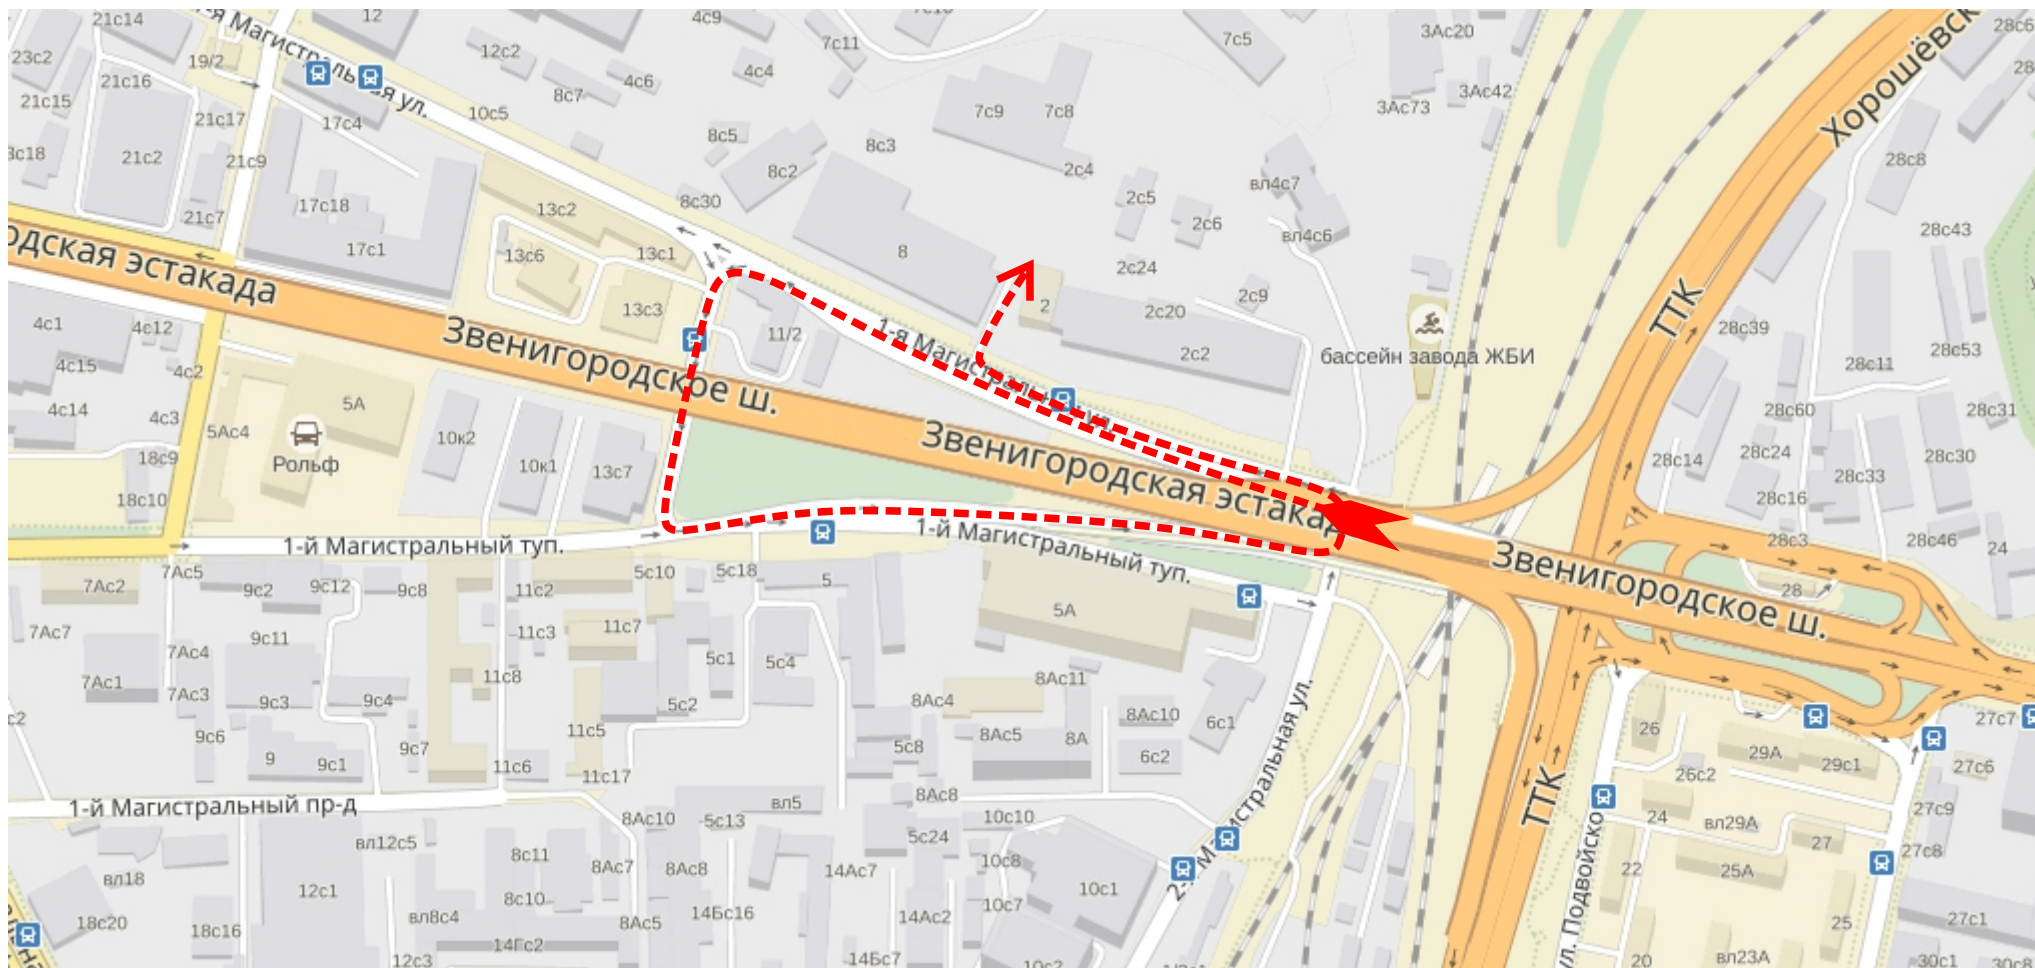 21с14
12
4с9
7с10
7с5
3Ас20
28с6
Хорошёвск
1-я Магистральная ул.
23с2
19/2
12с2
7с11
21с16
4с6
4с4
28
21с15
8с7
3Ас42
21с17
17с4
10с5
7с9
7с8
3Ас73
8с5
8с3
21с2
21с9
8с2
2с4
28с8
17с18
8с30
2с5
вл4с7
13с2
21с7
2с6
28с43
17с1
13с6
13с1
8
вл4с6
одская эстакада
2с24
ТТК
2с9
4с1
4с12
13с3
2
2с20
28с39
Звенигородское ш.
11/2
1-я Магистральная ул.
2с2
бассейн завода ЖБИ
28с53
4с15
4с2
28с11
4с14
5А
4с3
28с60
28с31
5Ас4
10к2
Звенигородская эстакада
Рольф
18с9
10к1
13с7
28с14
28с24
28с30
28с33
18с10
28с16
1-й Магистральный туп.
1-й Магистральный туп.
28с3
28с46
24
Звенигородское ш.
7Ас5
5с10
5с18
5
7Ас2
9с2
9с12
9с8
11с2
28
5А
7Ас7
9с11
11с3
11с7
7Ас4
5с1
5с4
7Ас1
7Ас3
9с3
9с4
11с8
8Ас11
5с2
8Ас4
8Ас10
6с1
27с7
9с6
9с7
11с5
8Ас5
8А
26
5с8
6с2
29А
9
9с1
11с6
11с17
26с2
29с1
27с6
ТТК
1-й Магистральный пр-д
вл5
8Ас8
2-я Магистральная ул.
8Ас10
5с13
10с10
24
вл29А
27с9
вл12с5
5с24
27
8с11
8Ас7
8Ас8
10с8
27с8
вл18
14Ас7
22
25А
12с1
8с10
10с1
ул. Подвойско
18с20
18с16
вл8с4
8Ас5
14Бс16
14Ас2
10с7
25
27с1
14Гс2
12с3
14Бс7
10с2
20
вл23А
30с1
30с8